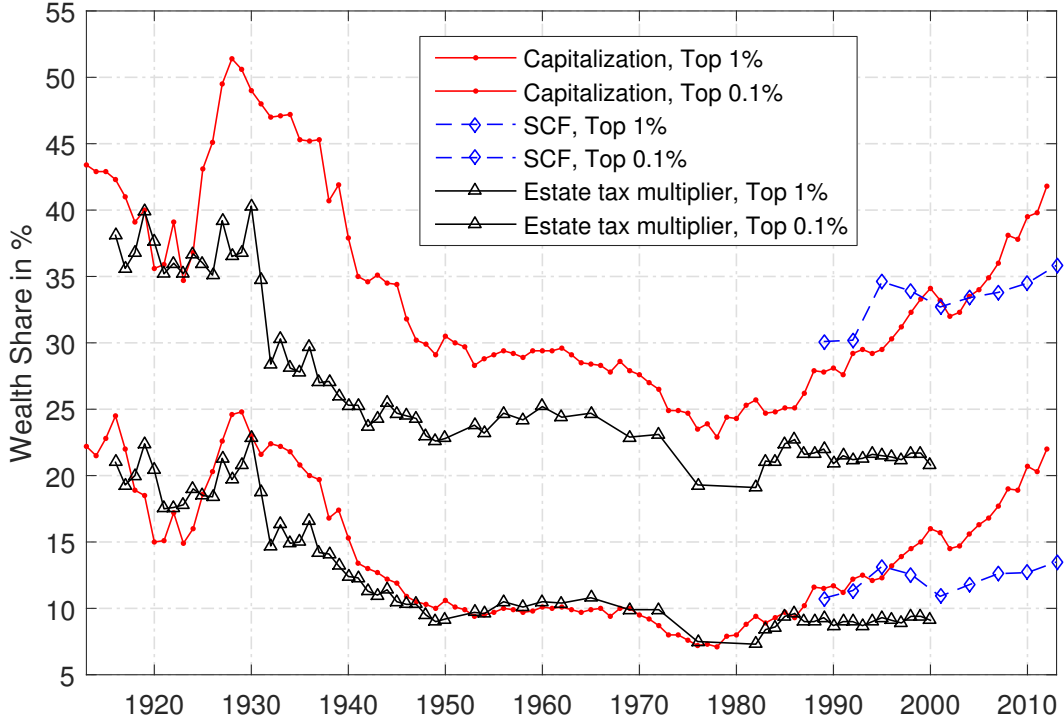 55
50
45
40
35
30
25
20
15
10
5
Wealth Share in %
Capitalization, Top 1%
Capitalization, Top 0.1%
SCF, Top 1%
SCF, Top 0.1%
Estate tax multiplier, Top 1%
Estate tax multiplier, Top 0.1%
1920 1930 1940 1950 1960 1970 1980 1990 2000 2010